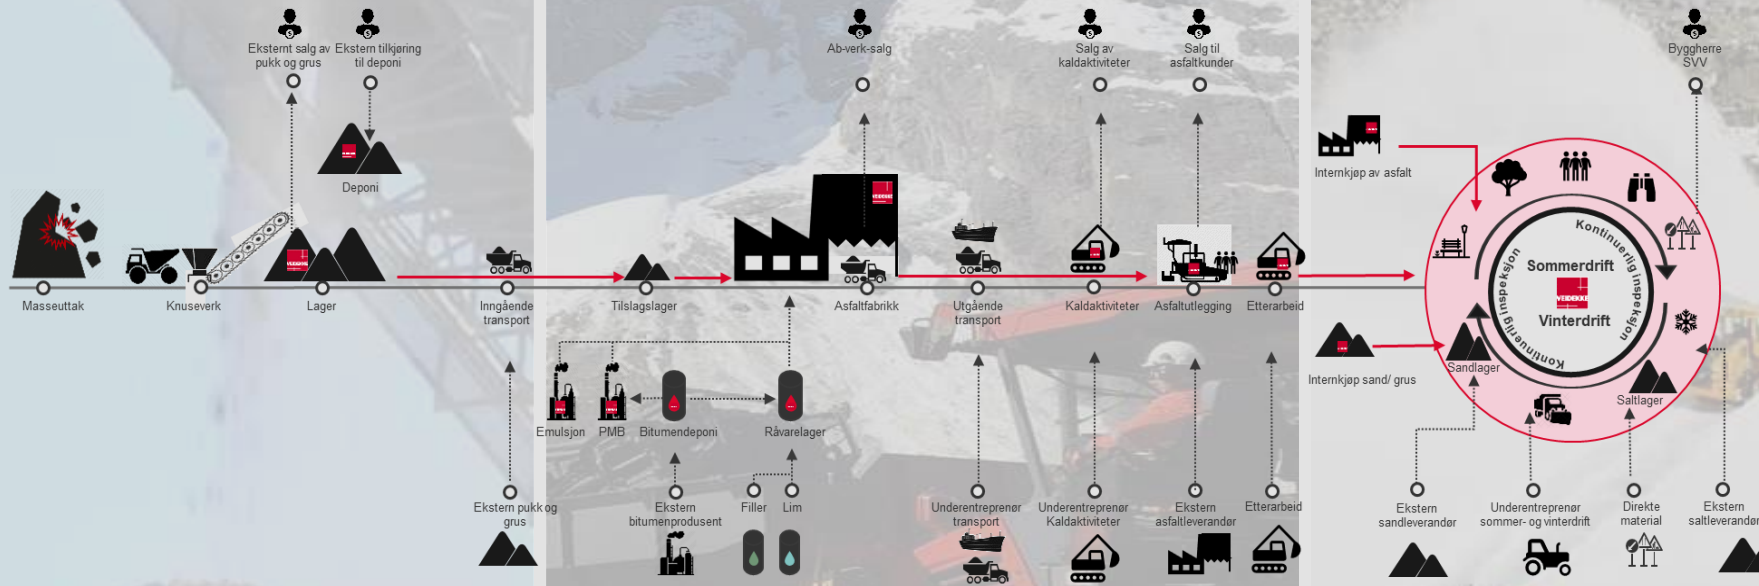 Eksternt salg av
pukk og grus
Ekstern tilkjøring
til deponi
Ab-verk-salg
Salg av
kaldaktiviteter
Salg til
asfaltkunder
Byggherre
SVV
Deponi
Internkjøp av asfalt
Masseuttak
Knuseverk
Lager
Inngående
transport
Tilslagslager
Asfaltfabrikk
Utgående
transport
Kaldaktiviteter
Asfaltutlegging
Etterarbeid
Kontinuerlig inspeksjon
Sommerdrift
VEIDEKKE
Vinterdrift
Kontinuerlig inspeksjon
Internkjøp sand/ grus
Sandlager
Saltlager
Emulsjon
PMB
Bitumendeponi
Råvarelager
Ekstern pukk og
grus
Ekstern
bitumenprodusent
Filler
Lim
Underentreprenør
transport
Underentreprenør
Kaldaktiviteter
Ekstern
asfaltleverandør
Etterarbeid
Ekstern
sandleverandør
Underentreprenør
sommer- og vinterdrift
Direkte
material
Ekstern
saltleverandør